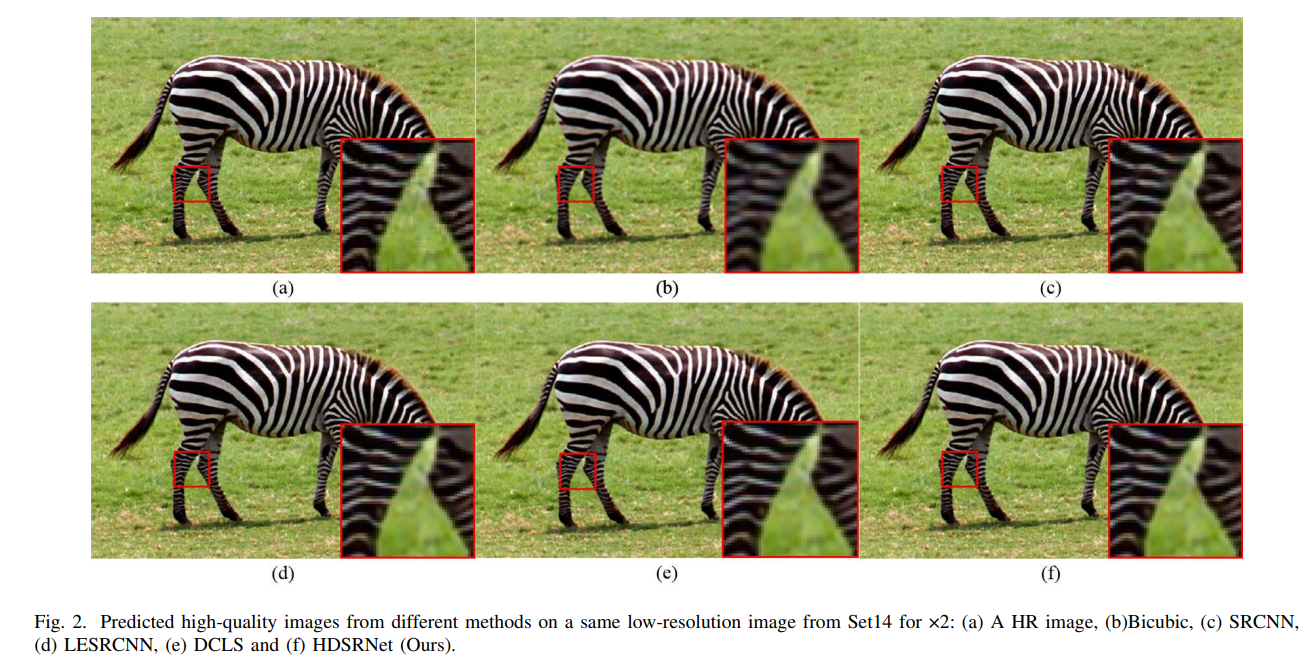 (a) (b) (c)
(d) (e) (f)
Fig. 2. Predicted high-quality images from different methods on a same low-resolution image from Set14 for ×2: (a) A HR image, (b)Bicubic, (c) SRCNN,
(d) LESRCNN, (e) DCLS and (f) HDSRNet (Ours).